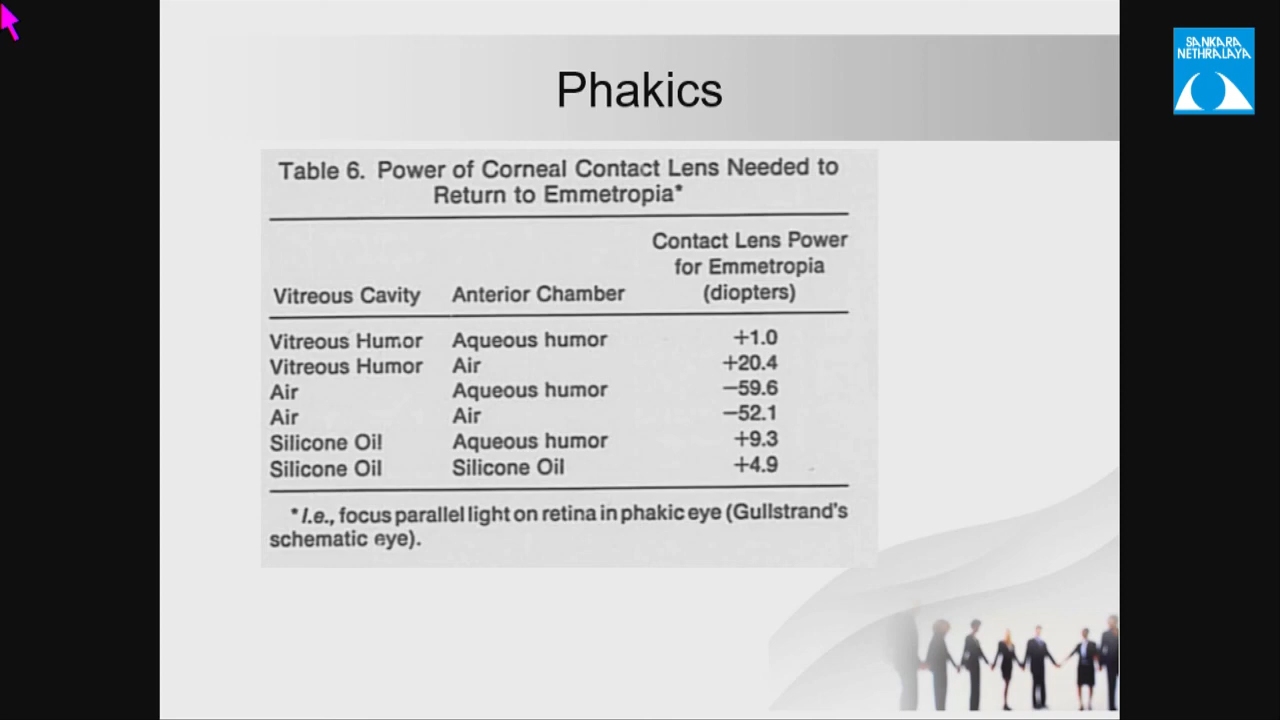 Phakics
SANKARA
NETHRALAYA
Table 6. Power of Corneal Contact Lens Needed to
Return to Emmetropia*
Contact Lens Power
for Emmetropia
Vitreous Cavity Anterior Chamber (diopters)
Vitreous Humor Aqueous humor +1.0
Vitreous Humor Air +20.4
Air Aqueous humor −59.6
Air Air −52.1
Silicone Oil Aqueous humor +9.3
Silicone Oil Silicone Oil +4.9
*I.e., focus parallel light on retina in phakic eye (Gullstrand's
schematic eye).